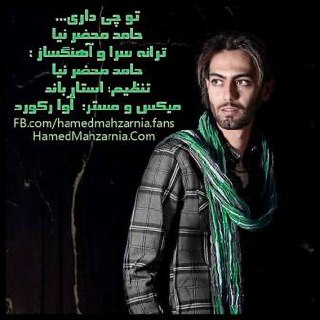 تو چی داری...
حامد محضر نیا
ترانه سرا و آهنگساز :
حامد محضر نیا
تنظیم: استار باند
میکس و مستر: آوا رکورد
FB.com/hamedmahzarnia.fans
HamedMahzarnia.Com